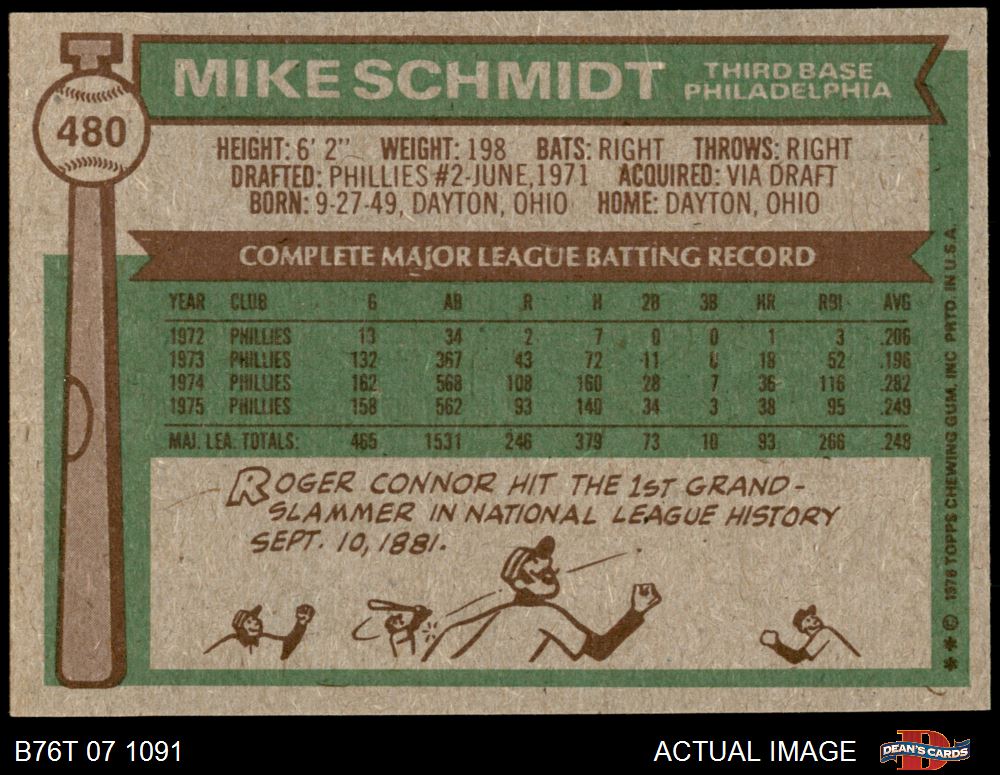 MIKE SCHMIDT THIRD BASE
PHILADELPHIA
480
HEIGHT: 6' 2" WEIGHT: 198 BATS: RIGHT THROWS: RIGHT
DRAFTED: PHILLIES #2-JUNE, 1971 ACQUIRED: VIA DRAFT
BORN: 9-27-49, DAYTON, OHIO HOME: DAYTON, OHIO
COMPLETE MAJOR LEAGUE BATTING RECORD
YEAR CLUB G AB R H 2B 3B HR RBI AVG
1972 PHILLIES 13 34 2 7 0 0 1 3 .206
1973 PHILLIES 132 367 43 72 11 0 18 52 .196
1974 PHILLIES 162 568 108 160 28 7 36 116 .282
1975 PHILLIES 158 562 93 140 34 3 38 95 .249
MAJ. LEA. TOTALS: 465 1531 246 379 73 10 93 266 .248
ROGER CONNOR HIT THE 1ST GRAND-
SLAMMER IN NATIONAL LEAGUE HISTORY
SEPT. 10, 1881.
** © 1976 TOPPS CHEWING GUM, INC. PRTD. IN U.S.A.
B76T 07 1091 ACTUAL IMAGE D
DEAN'S CARDS